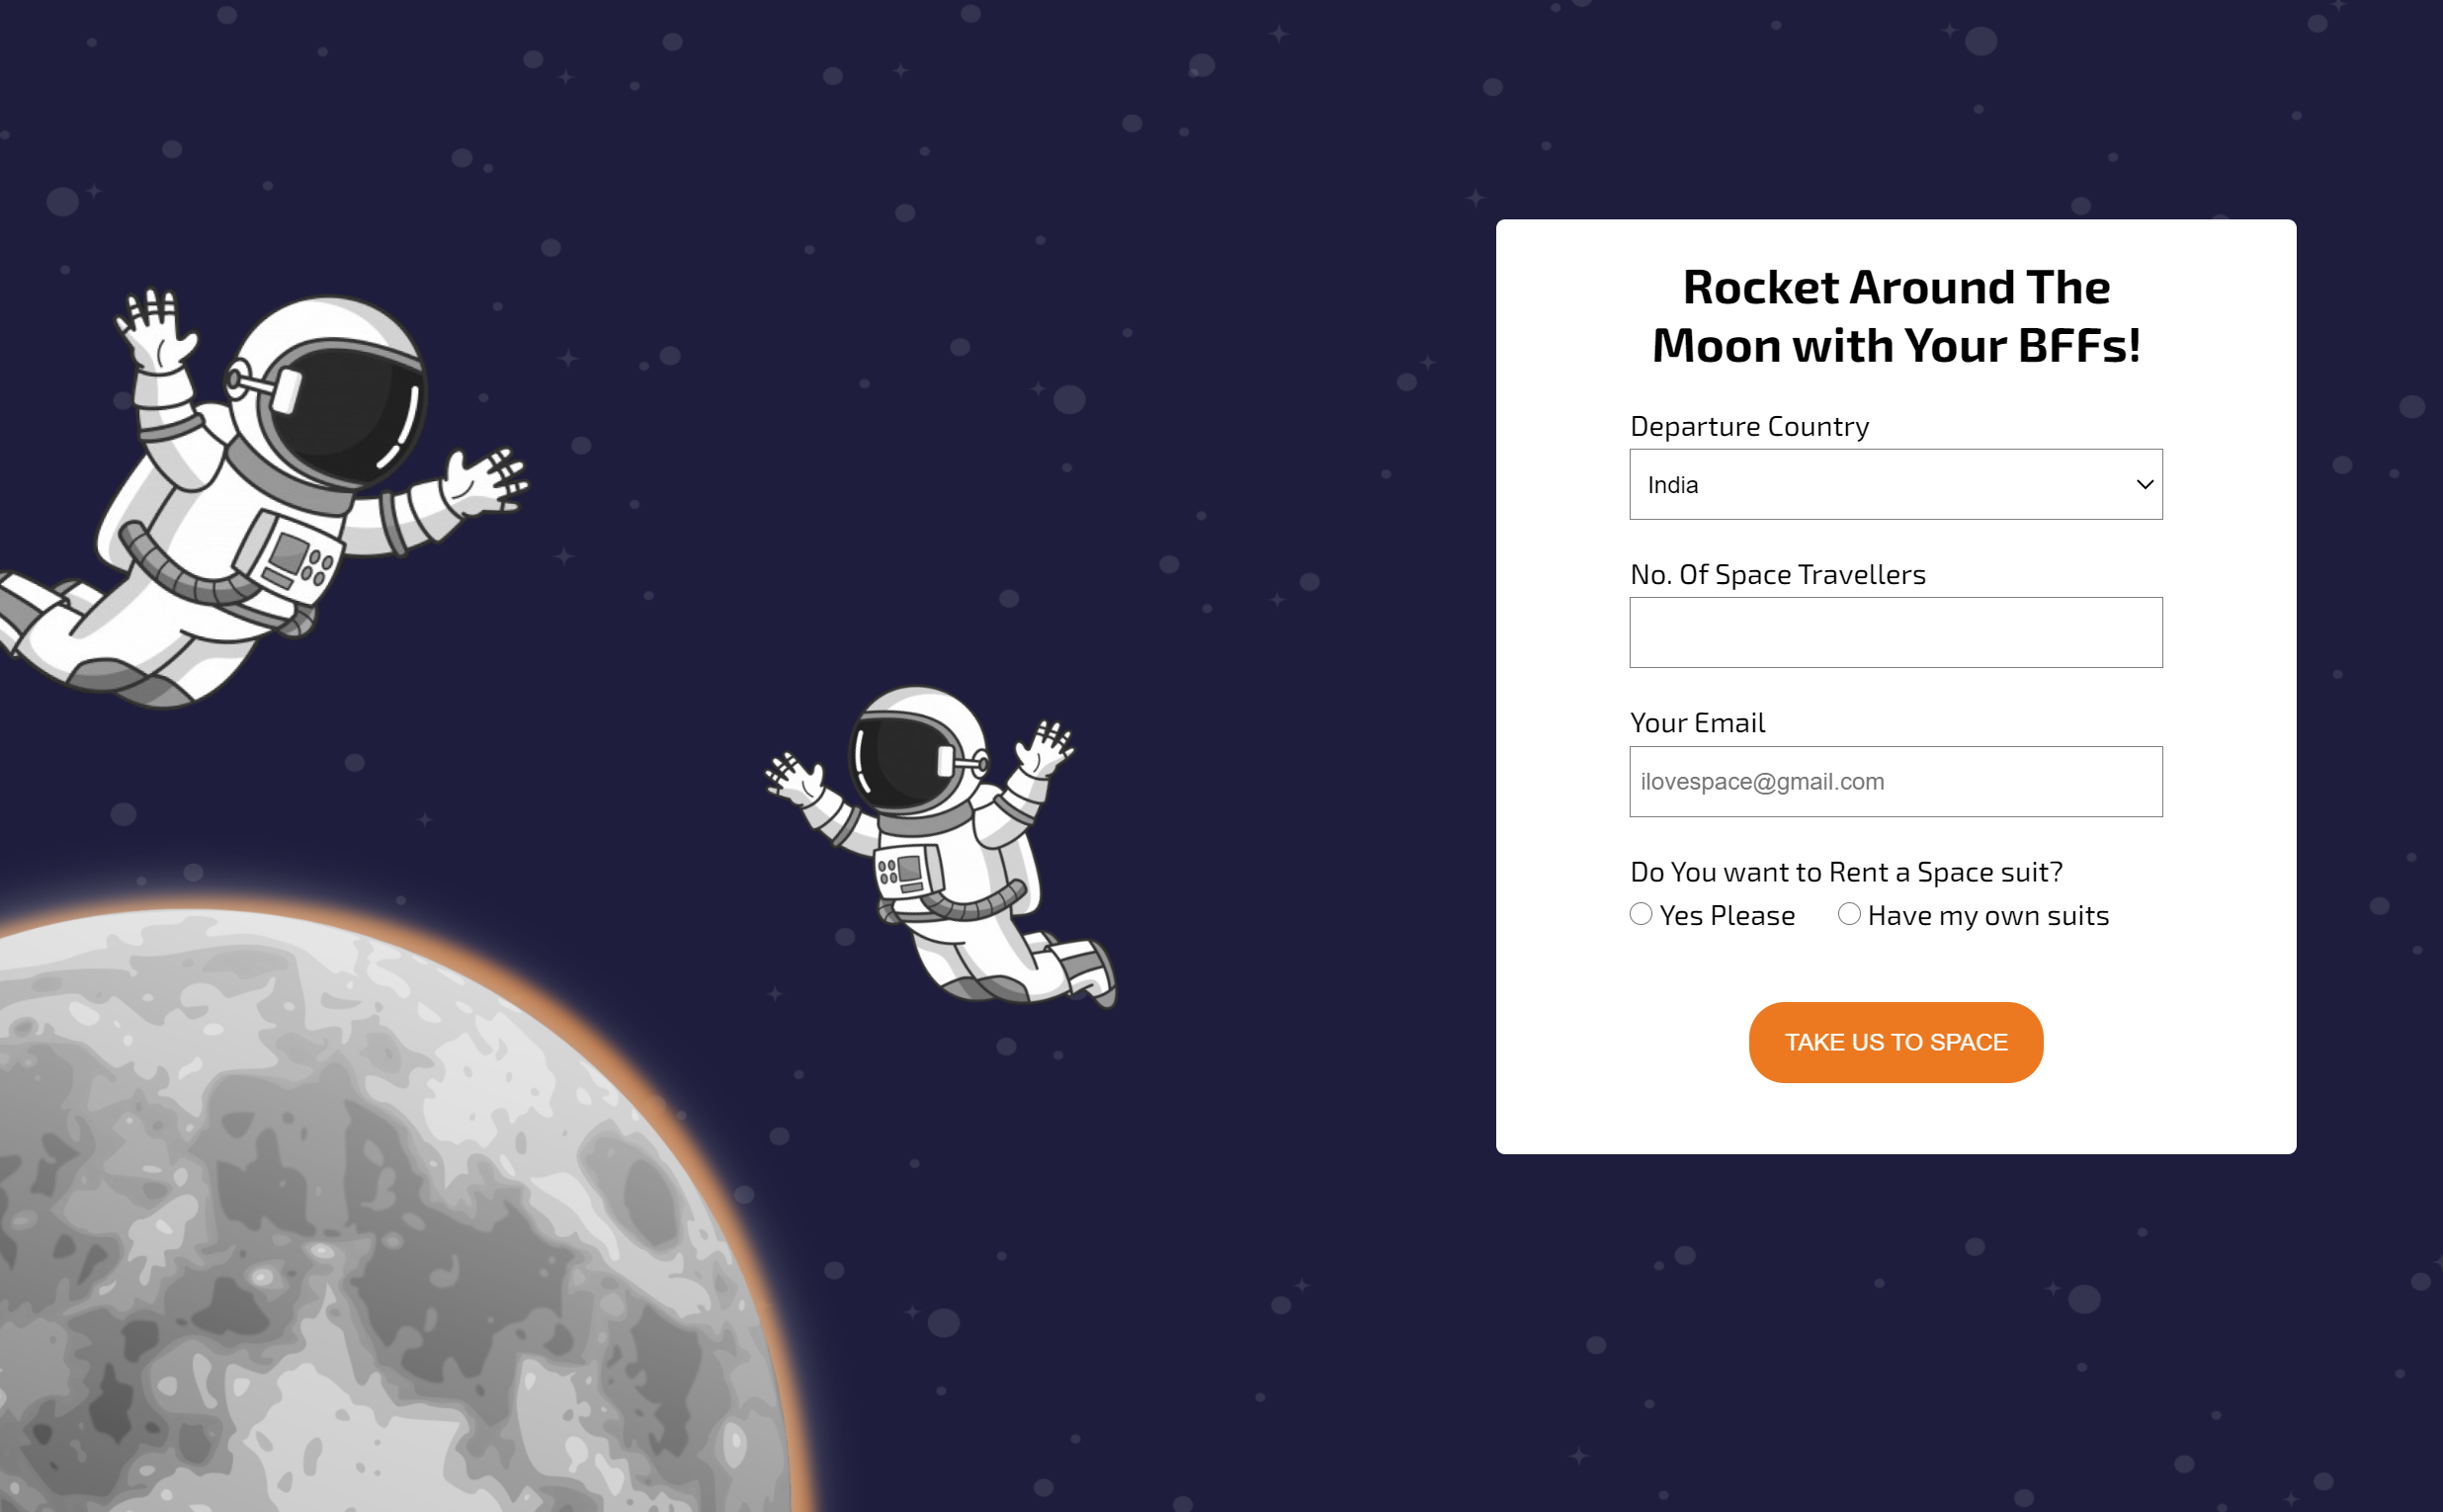 Rocket Around The
Moon with Your BFFs!
Departure Country
India
No. Of Space Travellers
Your Email
ilovespace@gmail.com
Do You want to Rent a Space suit?
Yes Please Have my own suits
TAKE US TO SPACE